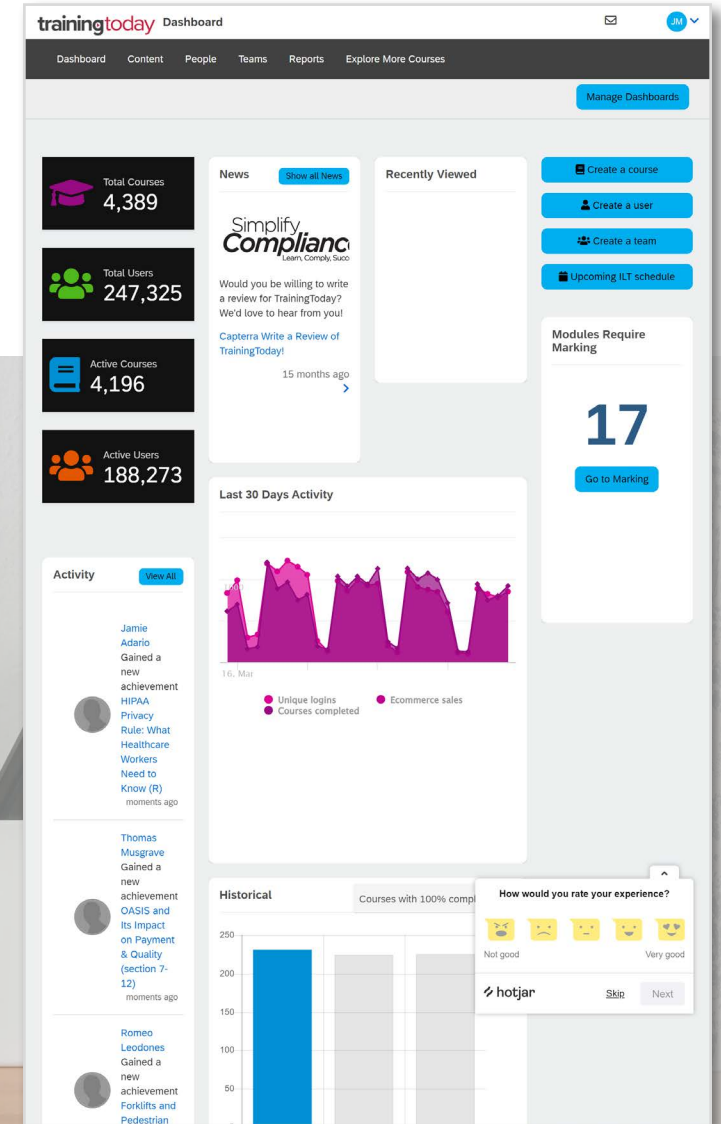 trainingtoday Dashboard
JM
Dashboard Content People Teams Reports Explore More Courses
Manage Dashboards
Total Courses
4,389
Total Users
247,325
Active Courses
4,196
Active Users
188,273
News
Show all News
Simplify
Complianc
Learn, Comply, Succ
Would you be willing to write
a review for TrainingToday?
We'd love to hear from you!
Capterra Write a Review of
TrainingToday!
15 months ago
Recently Viewed
Create a course
Create a user
Create a team
Upcoming ILT schedule
Modules Require
Marking
17
Go to Marking
Last 30 Days Activity
16. Mar
Unique logins
Ecommerce sales
Courses completed
Activity
View All
Jamie
Adario
Gained a
new
achievement
HIPAA
Privacy
Rule: What
Healthcare
Workers
Need to
Know (R)
moments ago
Thomas
Musgrave
Gained a
new
achievement
OASIS and
Its Impact
on Payment
& Quality
(section 7-
12)
moments ago
Romeo
Leodones
Gained a
new
achievement
Forklifts and
Pedestrian
Historical
Courses with 100% compl
250
200
150
100
50
How would you rate your experience?
Not good
Very good
hotjar
Skip
Next